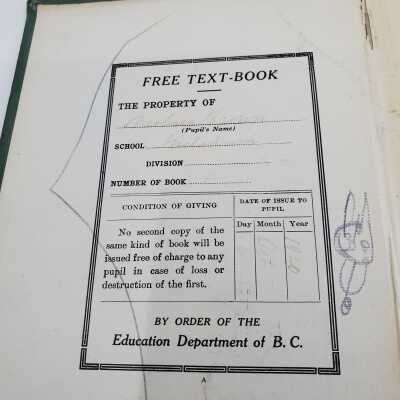 FREE TEXT-BOOK
THE PROPERTY OF
(Pupil's Name)
SCHOOL
DIVISION
NUMBER OF BOOK
CONDITION OF GIVING
DATE OF ISSUE TO PUPIL
Day Month Year
No second copy of the
same kind of book will be
issued free of charge to any
pupil in case of loss or
destruction of the first.
BY ORDER OF THE
Education Department of B. C.
A